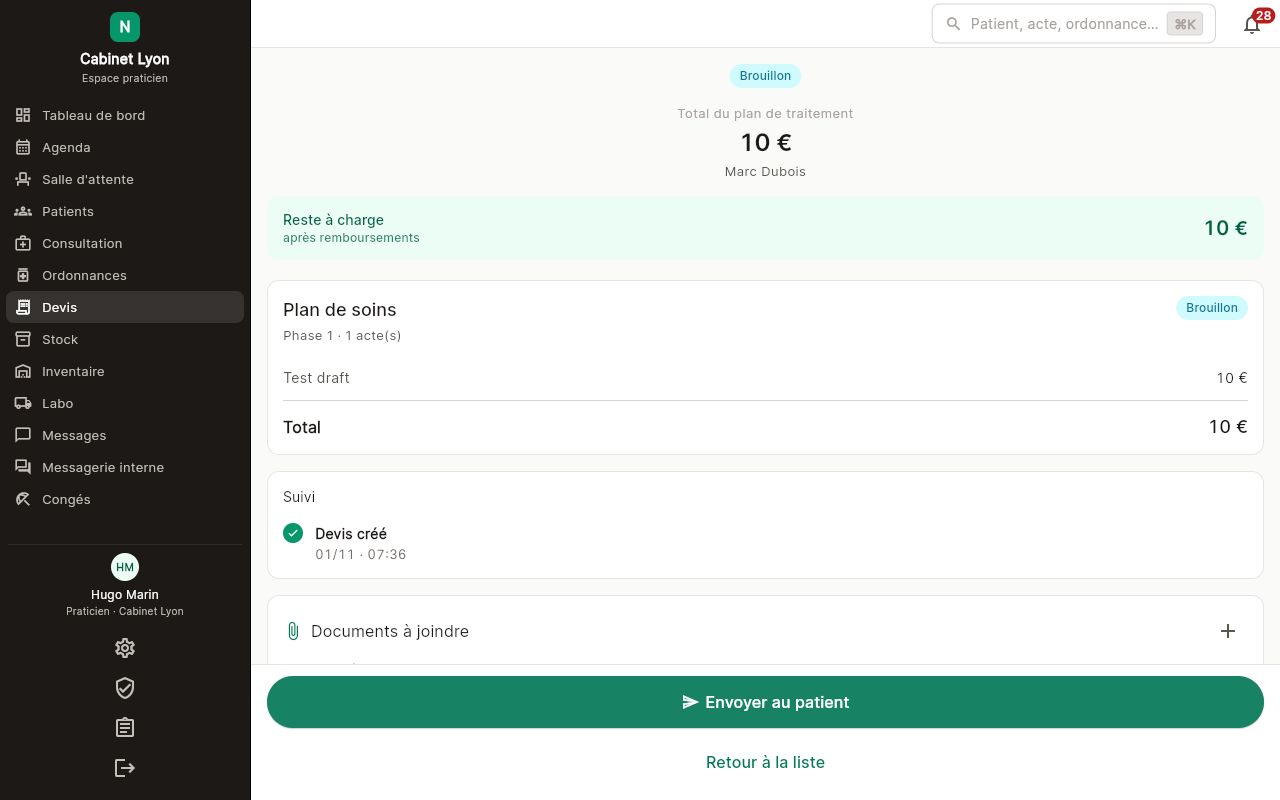 N
Cabinet Lyon
Espace praticien
Tableau de bord
Agenda
Salle d'attente
Patients
Consultation
Ordonnances
Devis
Stock
Inventaire
Labo
Messages
Messagerie interne
Congés
HM
Hugo Marin
Praticien · Cabinet Lyon
Patient, acte, ordonnance...
⌘K
28
Brouillon
Total du plan de traitement
10 €
Marc Dubois
Reste à charge
après remboursements
10 €
Plan de soins
Brouillon
Phase 1 · 1 acte(s)
Test draft
10 €
Total
10 €
Suivi
Devis créé
01/11 · 07:36
Documents à joindre
Envoyer au patient
Retour à la liste